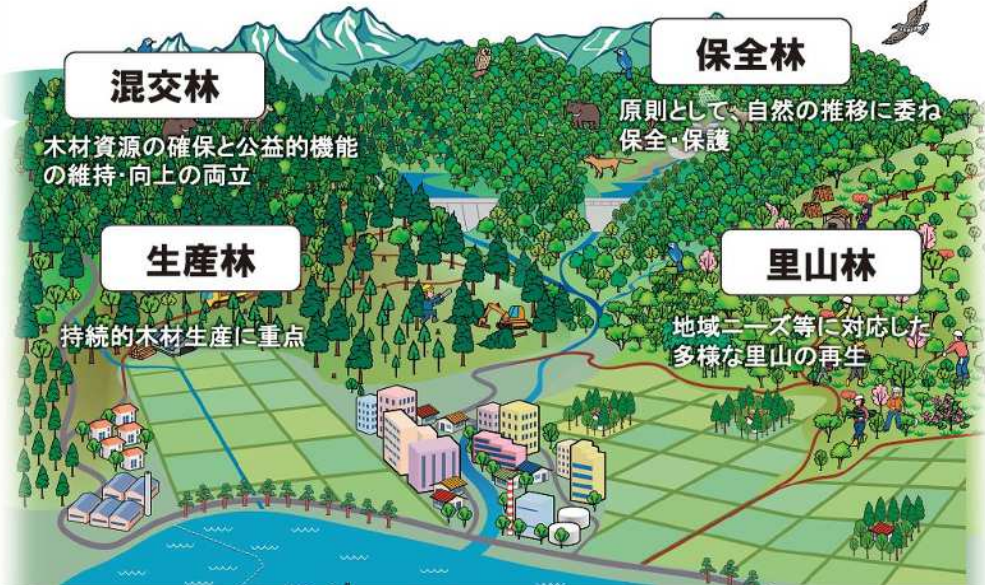 混交林
木材資源の確保と公益的機能
の維持・向上の両立
保全林
原則として、自然の推移に委ね
保全・保護
生産林
持続的木材生産に重点
里山林
地域ニーズ等に対応した
多様な里山の再生